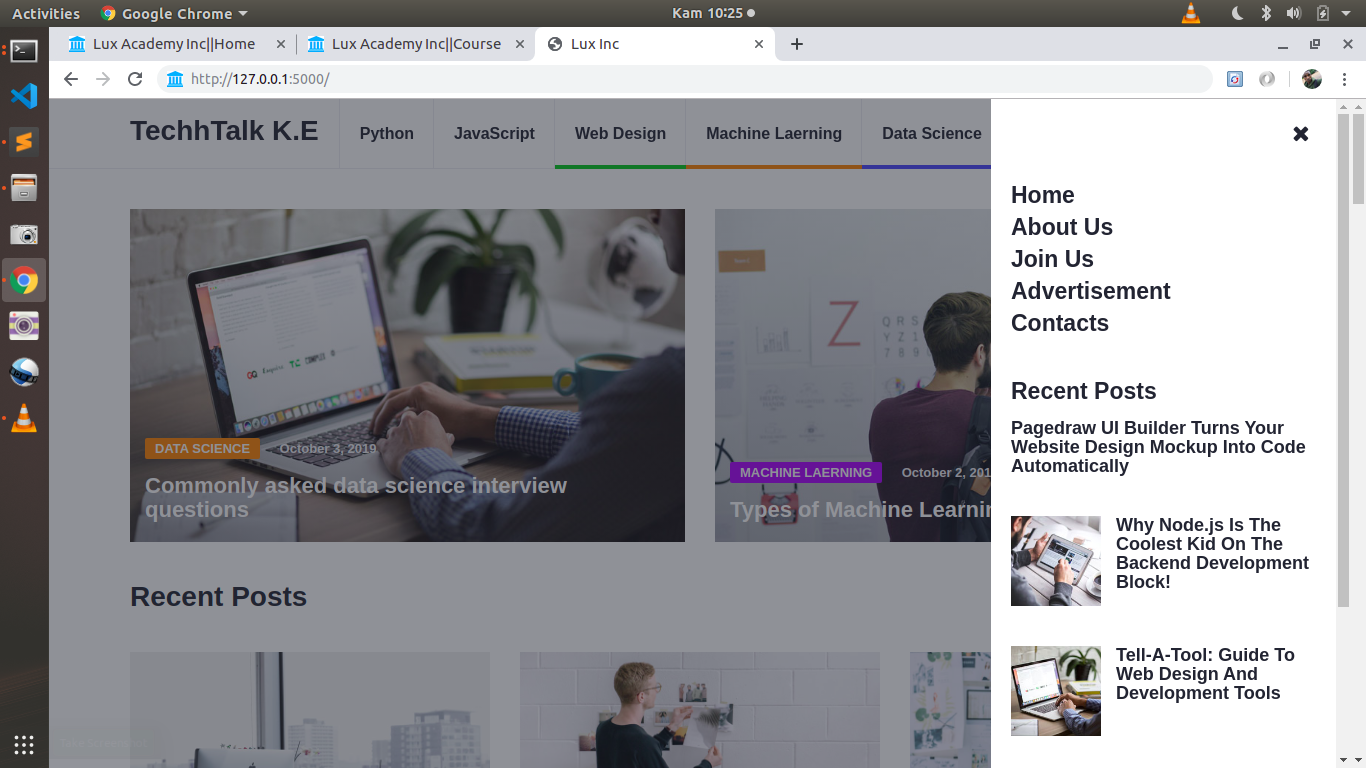 Activities
Google Chrome
Kam 10:25
Lux Academy Inc||Home
Lux Academy Inc||Course
Lux Inc
http://127.0.0.1:5000/
TechhTalk K.E
Python
JavaScript
Web Design
Machine Laerning
Data Science
DATA SCIENCE
October 3, 2019
Commonly asked data science interview
questions
MACHINE LAERNING
October 2, 201
Types of Machine Learnin
Recent Posts
Home
About Us
Join Us
Advertisement
Contacts
Recent Posts
Pagedraw UI Builder Turns Your
Website Design Mockup Into Code
Automatically
Why Node.js Is The
Coolest Kid On The
Backend Development
Block!
Tell-A-Tool: Guide To
Web Design And
Development Tools